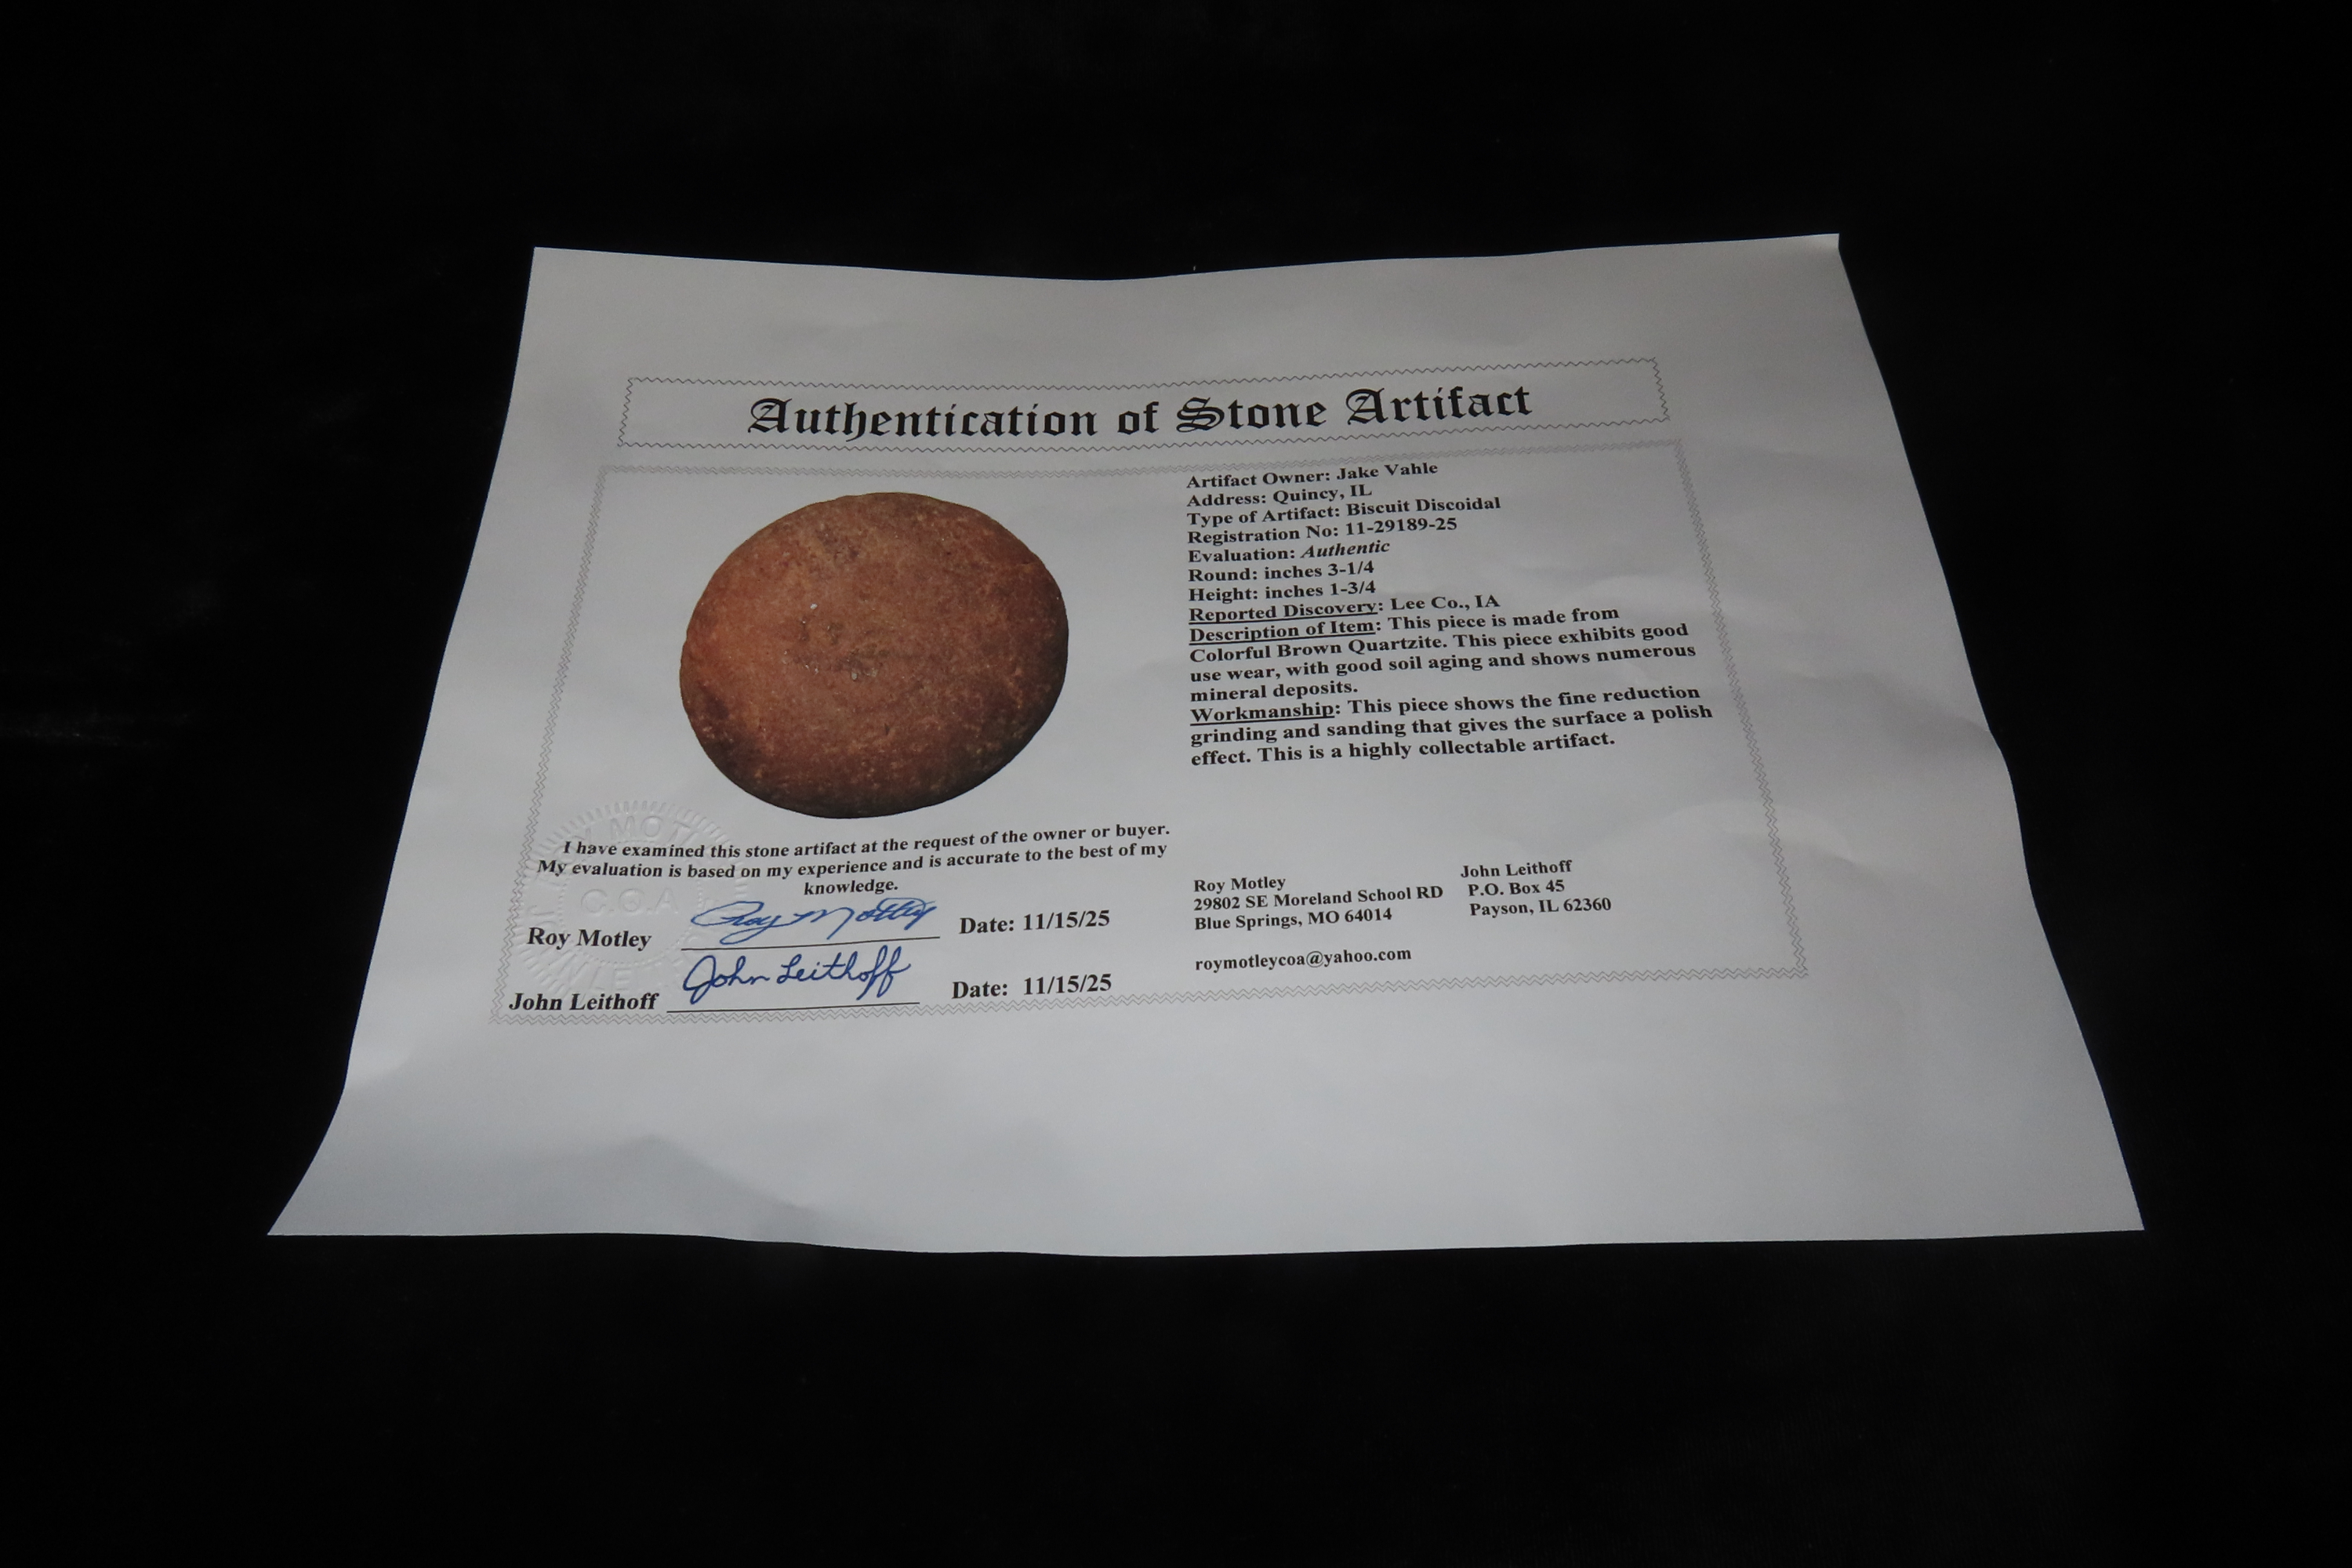 Authentication of Stone Artifact
Artifact Owner: Jake Vahle
Address: Quincy, IL
Type of Artifact: Biscuit Discoidal
Registration No: 11-29189-25
Evaluation: Authentic
Round: inches 3-1/4
Height: inches 1-3/4
Reported Discovery: Lee Co., IA
Description of Item: This piece is made from
Colorful Brown Quartzite. This piece exhibits good
use wear, with good soil aging and shows numerous
mineral deposits.
Workmanship: This piece shows the fine reduction
grinding and sanding that gives the surface a polish
effect. This is a highly collectable artifact.
I have examined this stone artifact at the request of the owner or buyer.
My evaluation is based on my experience and is accurate to the best of my
knowledge.
C.O.A
Roy Motley Roy Motley Date: 11/15/25
John Leithoff John Leithoff Date: 11/15/25
Roy Motley
29802 SE Moreland School RD
Blue Springs, MO 64014
roymotleycoa@yahoo.com
John Leithoff
P.O. Box 45
Payson, IL 62360